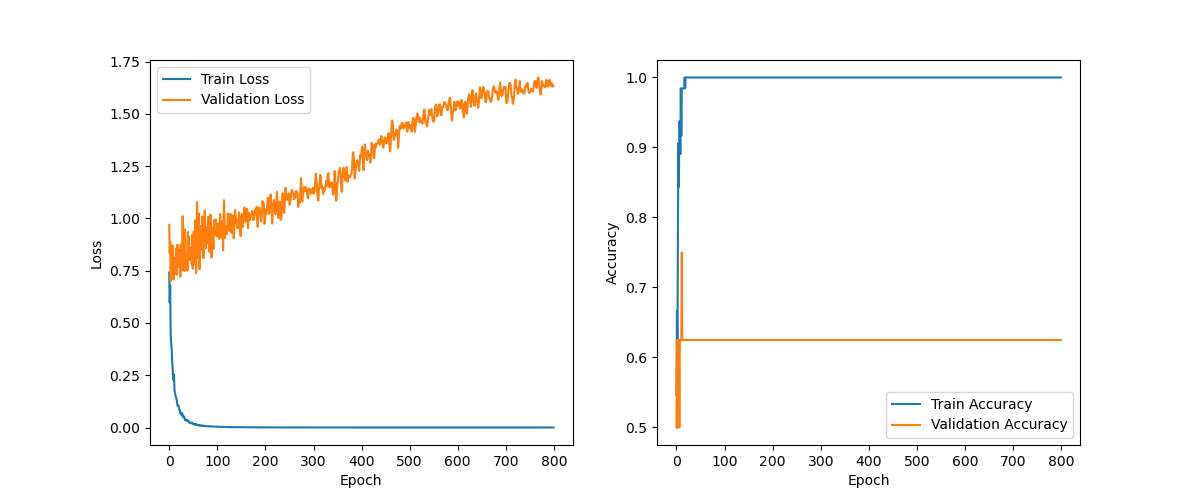 1.75
1.50
1.25
1.00
0.75
0.50
0.25
0.00
Loss
Train Loss
Validation Loss
0 100 200 300 400 500 600 700 800
Epoch
1.0
0.9
0.8
0.7
0.6
0.5
Accuracy
Train Accuracy
Validation Accuracy
0 100 200 300 400 500 600 700 800
Epoch